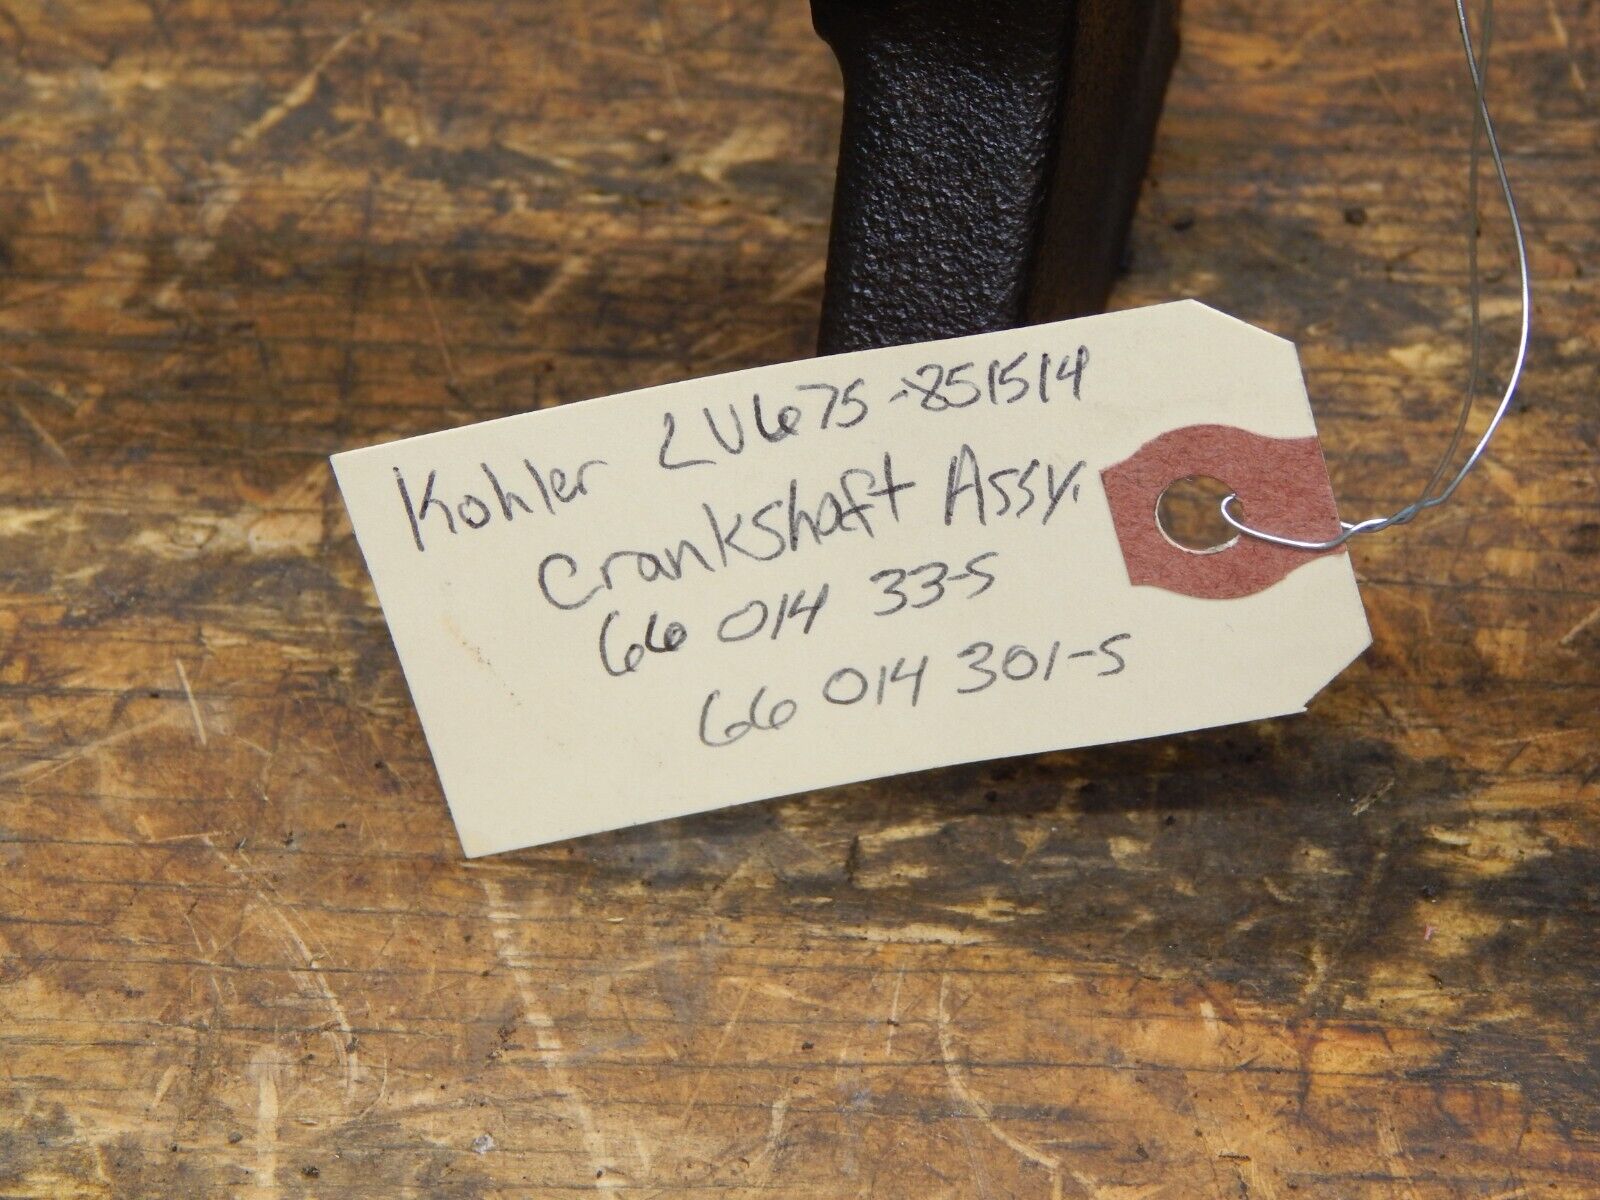 Kohler LV675-851514
Crankshaft Assy.
66 014 33-S
66 014 301-S